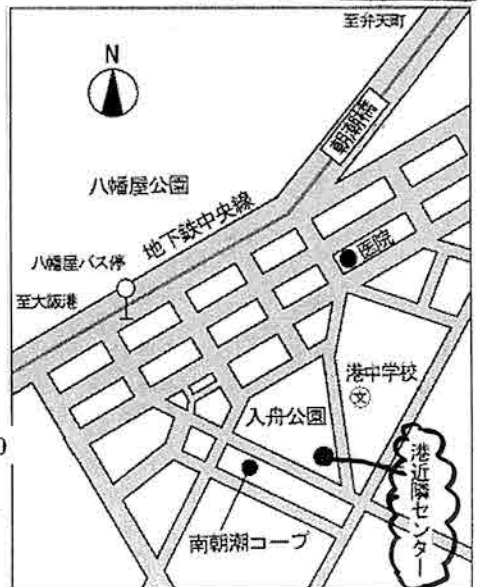 至弁天町
N
朝潮橋
八幡屋公園
地下鉄中央線
医院
八幡屋バス停
至大阪港
港中学校
文
入舟公園
9
港近隣センター
南朝潮コープ